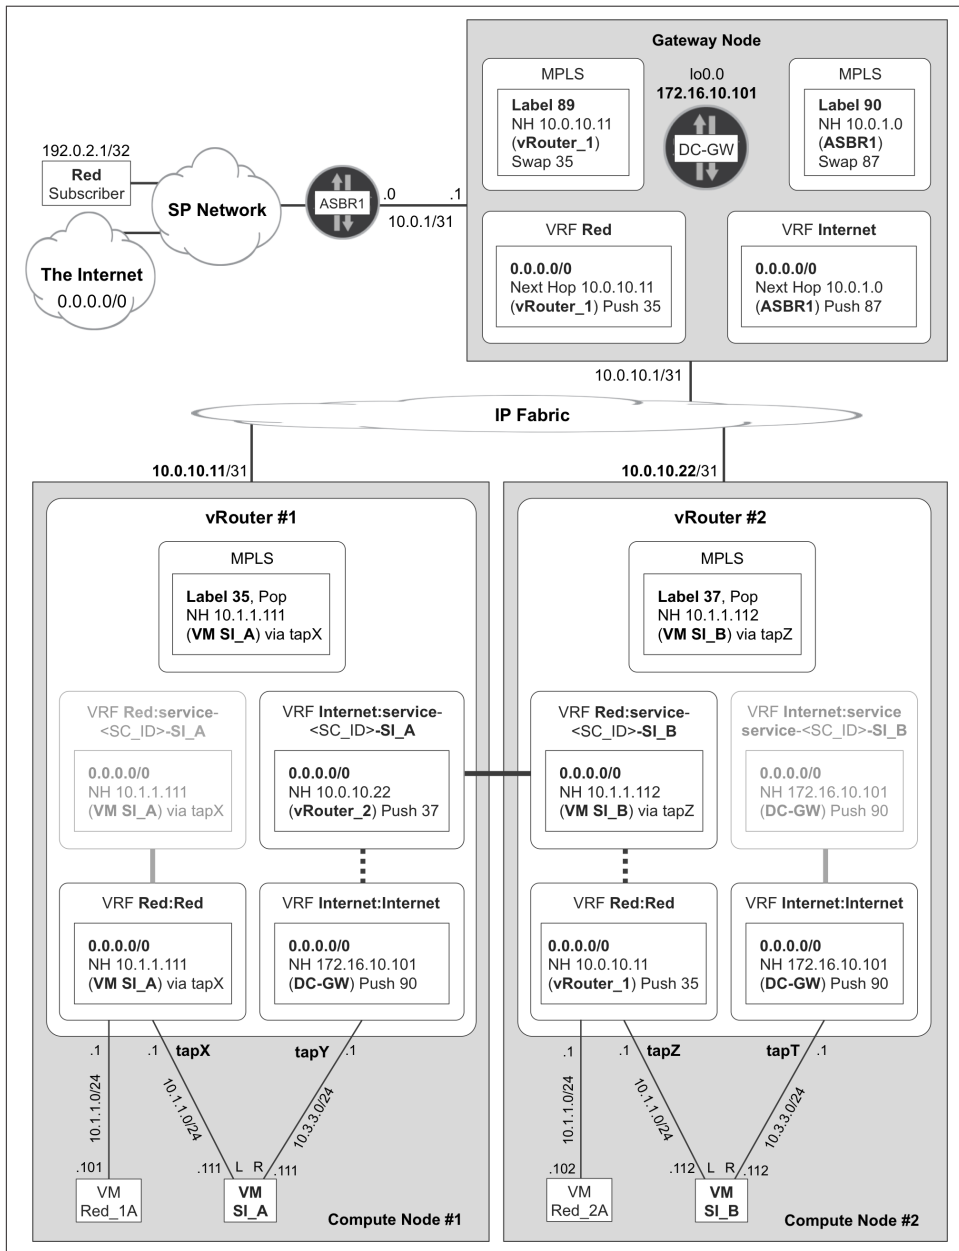 Gateway Node
MPLS
Label 89
NH 10.0.10.11
(vRouter_1)
Swap 35
lo0.0
172.16.10.101
DC-GW
MPLS
Label 90
NH 10.0.1.0
(ASBR1)
Swap 87
192.0.2.1/32
Red
Subscriber
SP Network
ASBR1
.0
.1
10.0.1/31
The Internet
0.0.0.0/0
VRF Red
0.0.0.0/0
Next Hop 10.0.10.11
(vRouter_1) Push 35
VRF Internet
0.0.0.0/0
Next Hop 10.0.1.0
(ASBR1) Push 87
10.0.10.1/31
IP Fabric
10.0.10.11/31
10.0.10.22/31
vRouter #1
MPLS
Label 35, Pop
NH 10.1.1.111
(VM SI_A) via tapX
VRF Red:service-
<SC_ID>-SI_A
0.0.0.0/0
NH 10.1.1.111
(VM SI_A) via tapX
VRF Internet:service-
<SC_ID>-SI_A
0.0.0.0/0
NH 10.0.10.22
(vRouter_2) Push 37
VRF Red:Red
0.0.0.0/0
NH 10.1.1.111
(VM SI_A) via tapX
VRF Internet:Internet
0.0.0.0/0
NH 172.16.10.101
(DC-GW) Push 90
.1
.1
tapX
tapY
.1
10.1.1.0/24
10.1.1.0/24
10.3.3.0/24
.101
.111
L
R
.111
VM
Red_1A
VM
SI_A
Compute Node #1
vRouter #2
MPLS
Label 37, Pop
NH 10.1.1.112
(VM SI_B) via tapZ
VRF Red:service-
<SC_ID>-SI_B
0.0.0.0/0
NH 10.1.1.112
(VM SI_B) via tapZ
VRF Internet:service
service-<SC_ID>-SI_B
0.0.0.0/0
NH 172.16.10.101
(DC-GW) Push 90
VRF Red:Red
0.0.0.0/0
NH 10.0.10.11
(vRouter_1) Push 35
VRF Internet:Internet
0.0.0.0/0
NH 172.16.10.101
(DC-GW) Push 90
.1
.1
tapZ
tapT
.1
10.1.1.0/24
10.1.1.0/24
10.3.3.0/24
.102
.112
L
R
.112
VM
Red_2A
VM
SI_B
Compute Node #2